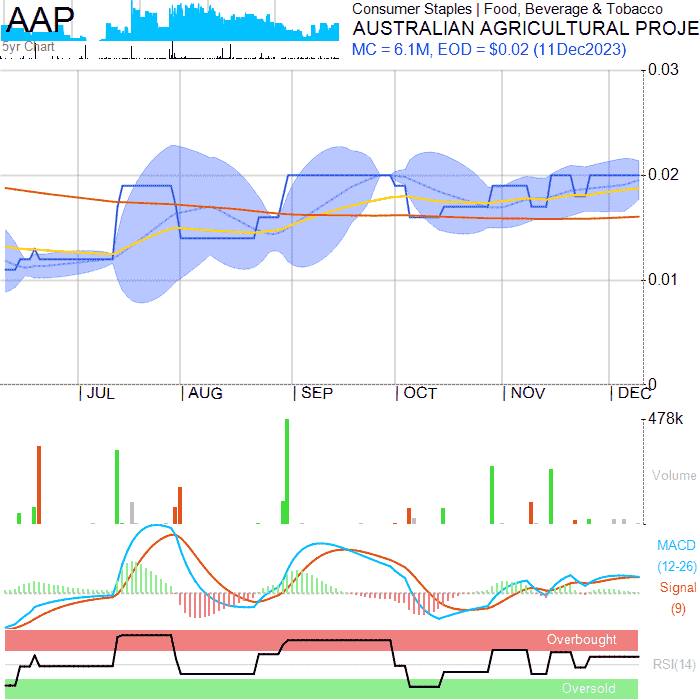 AAP
5yr Chart
Consumer Staples | Food, Beverage & Tobacco
AUSTRALIAN AGRICULTURAL PROJE
MC = 6.1M, EOD = $0.02 (11Dec2023)
0.03
0.02
0.01
0
JUL AUG SEP OCT NOV DEC
478k
Volume
MACD
(12-26)
Signal
(9)
Overbought
RSI(14)
Oversold